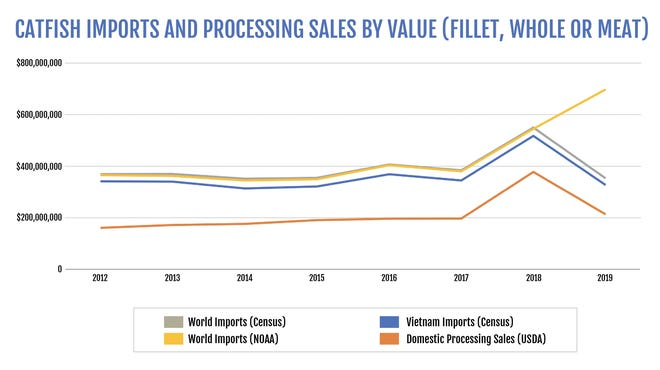 CATFISH IMPORTS AND PROCESSING SALES BY VALUE (FILLET, WHOLE OR MEAT)
$800,000,000
$600,000,000
$400,000,000
$200,000,000
0
2012 2013 2014 2015 2016 2017 2018 2019
World Imports (Census) Vietnam Imports (Census)
World Imports (NOAA) Domestic Processing Sales (USDA)